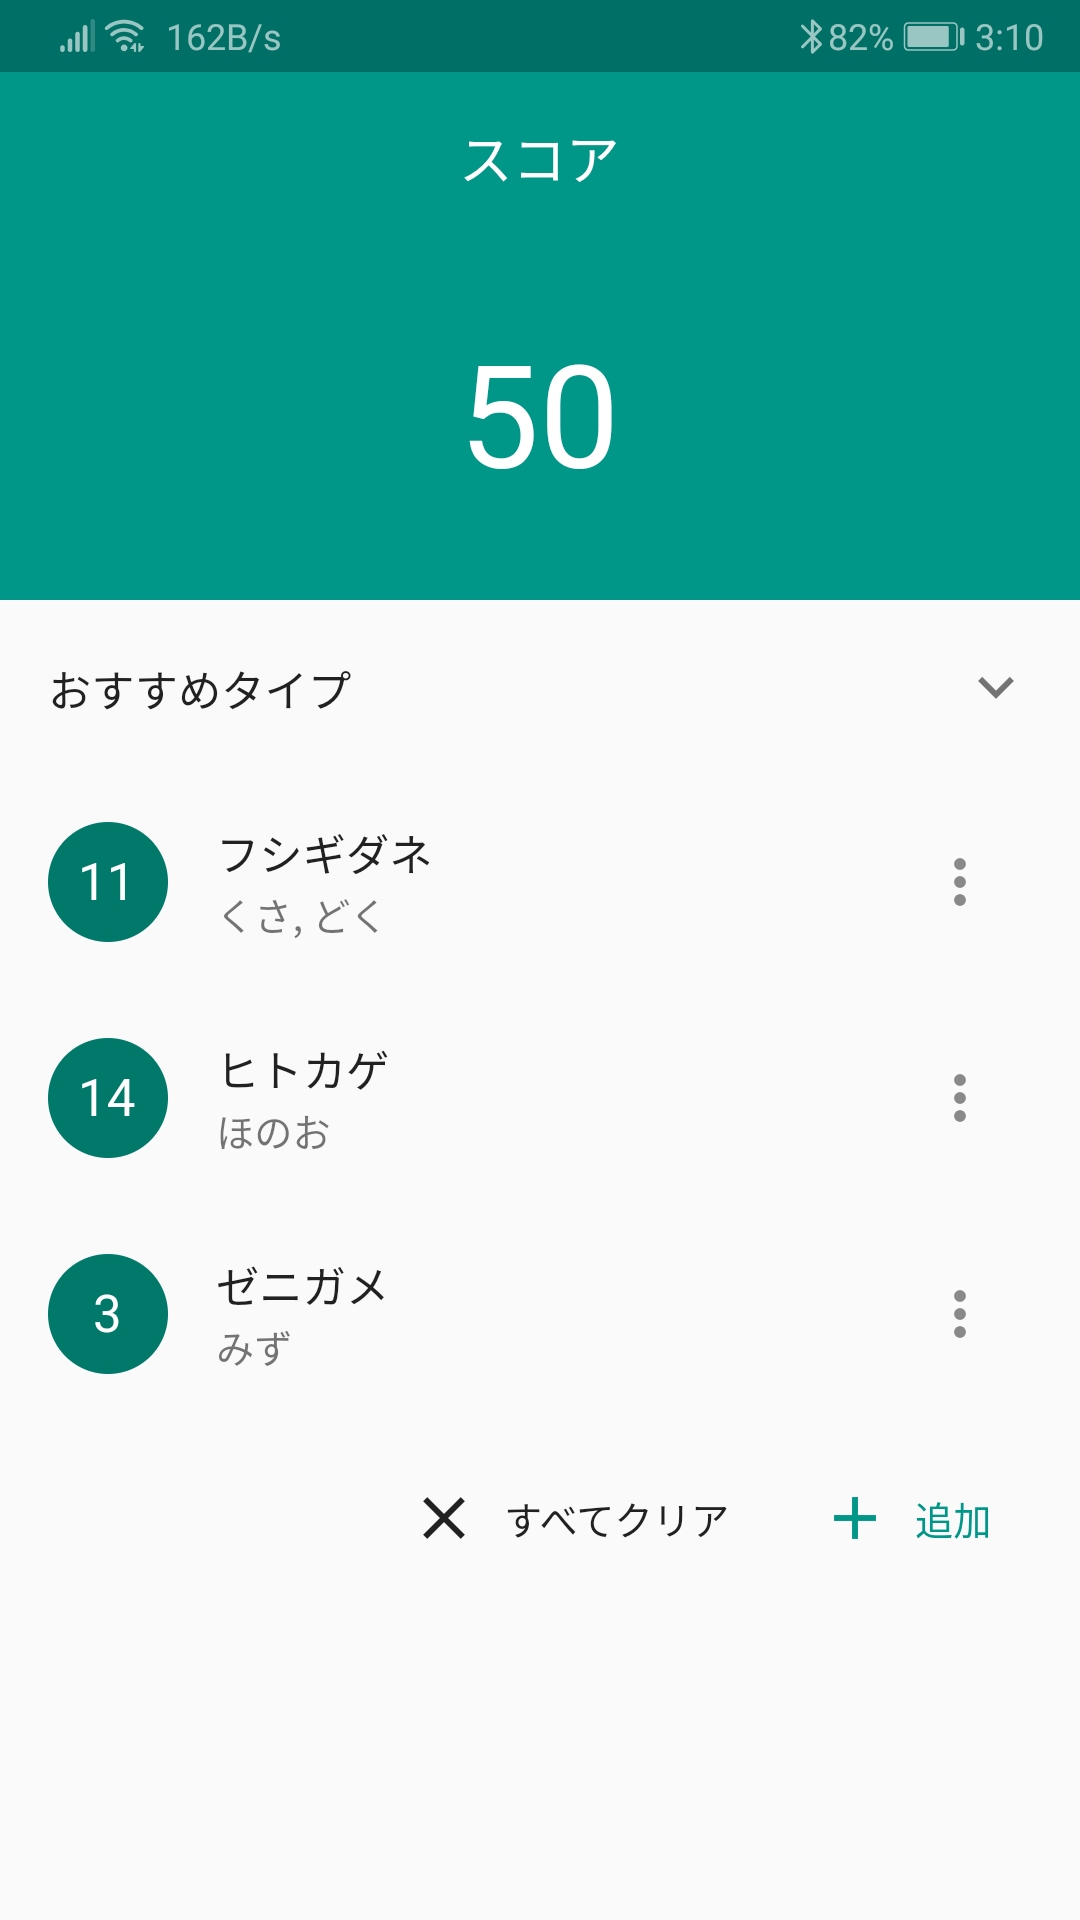 162B/s 82% 3:10
スコア
50
おすすめタイプ
11 フシギダネ
くさ, どく
14 ヒトカゲ
ほのお
3 ゼニガメ
みず
すべてクリア 追加